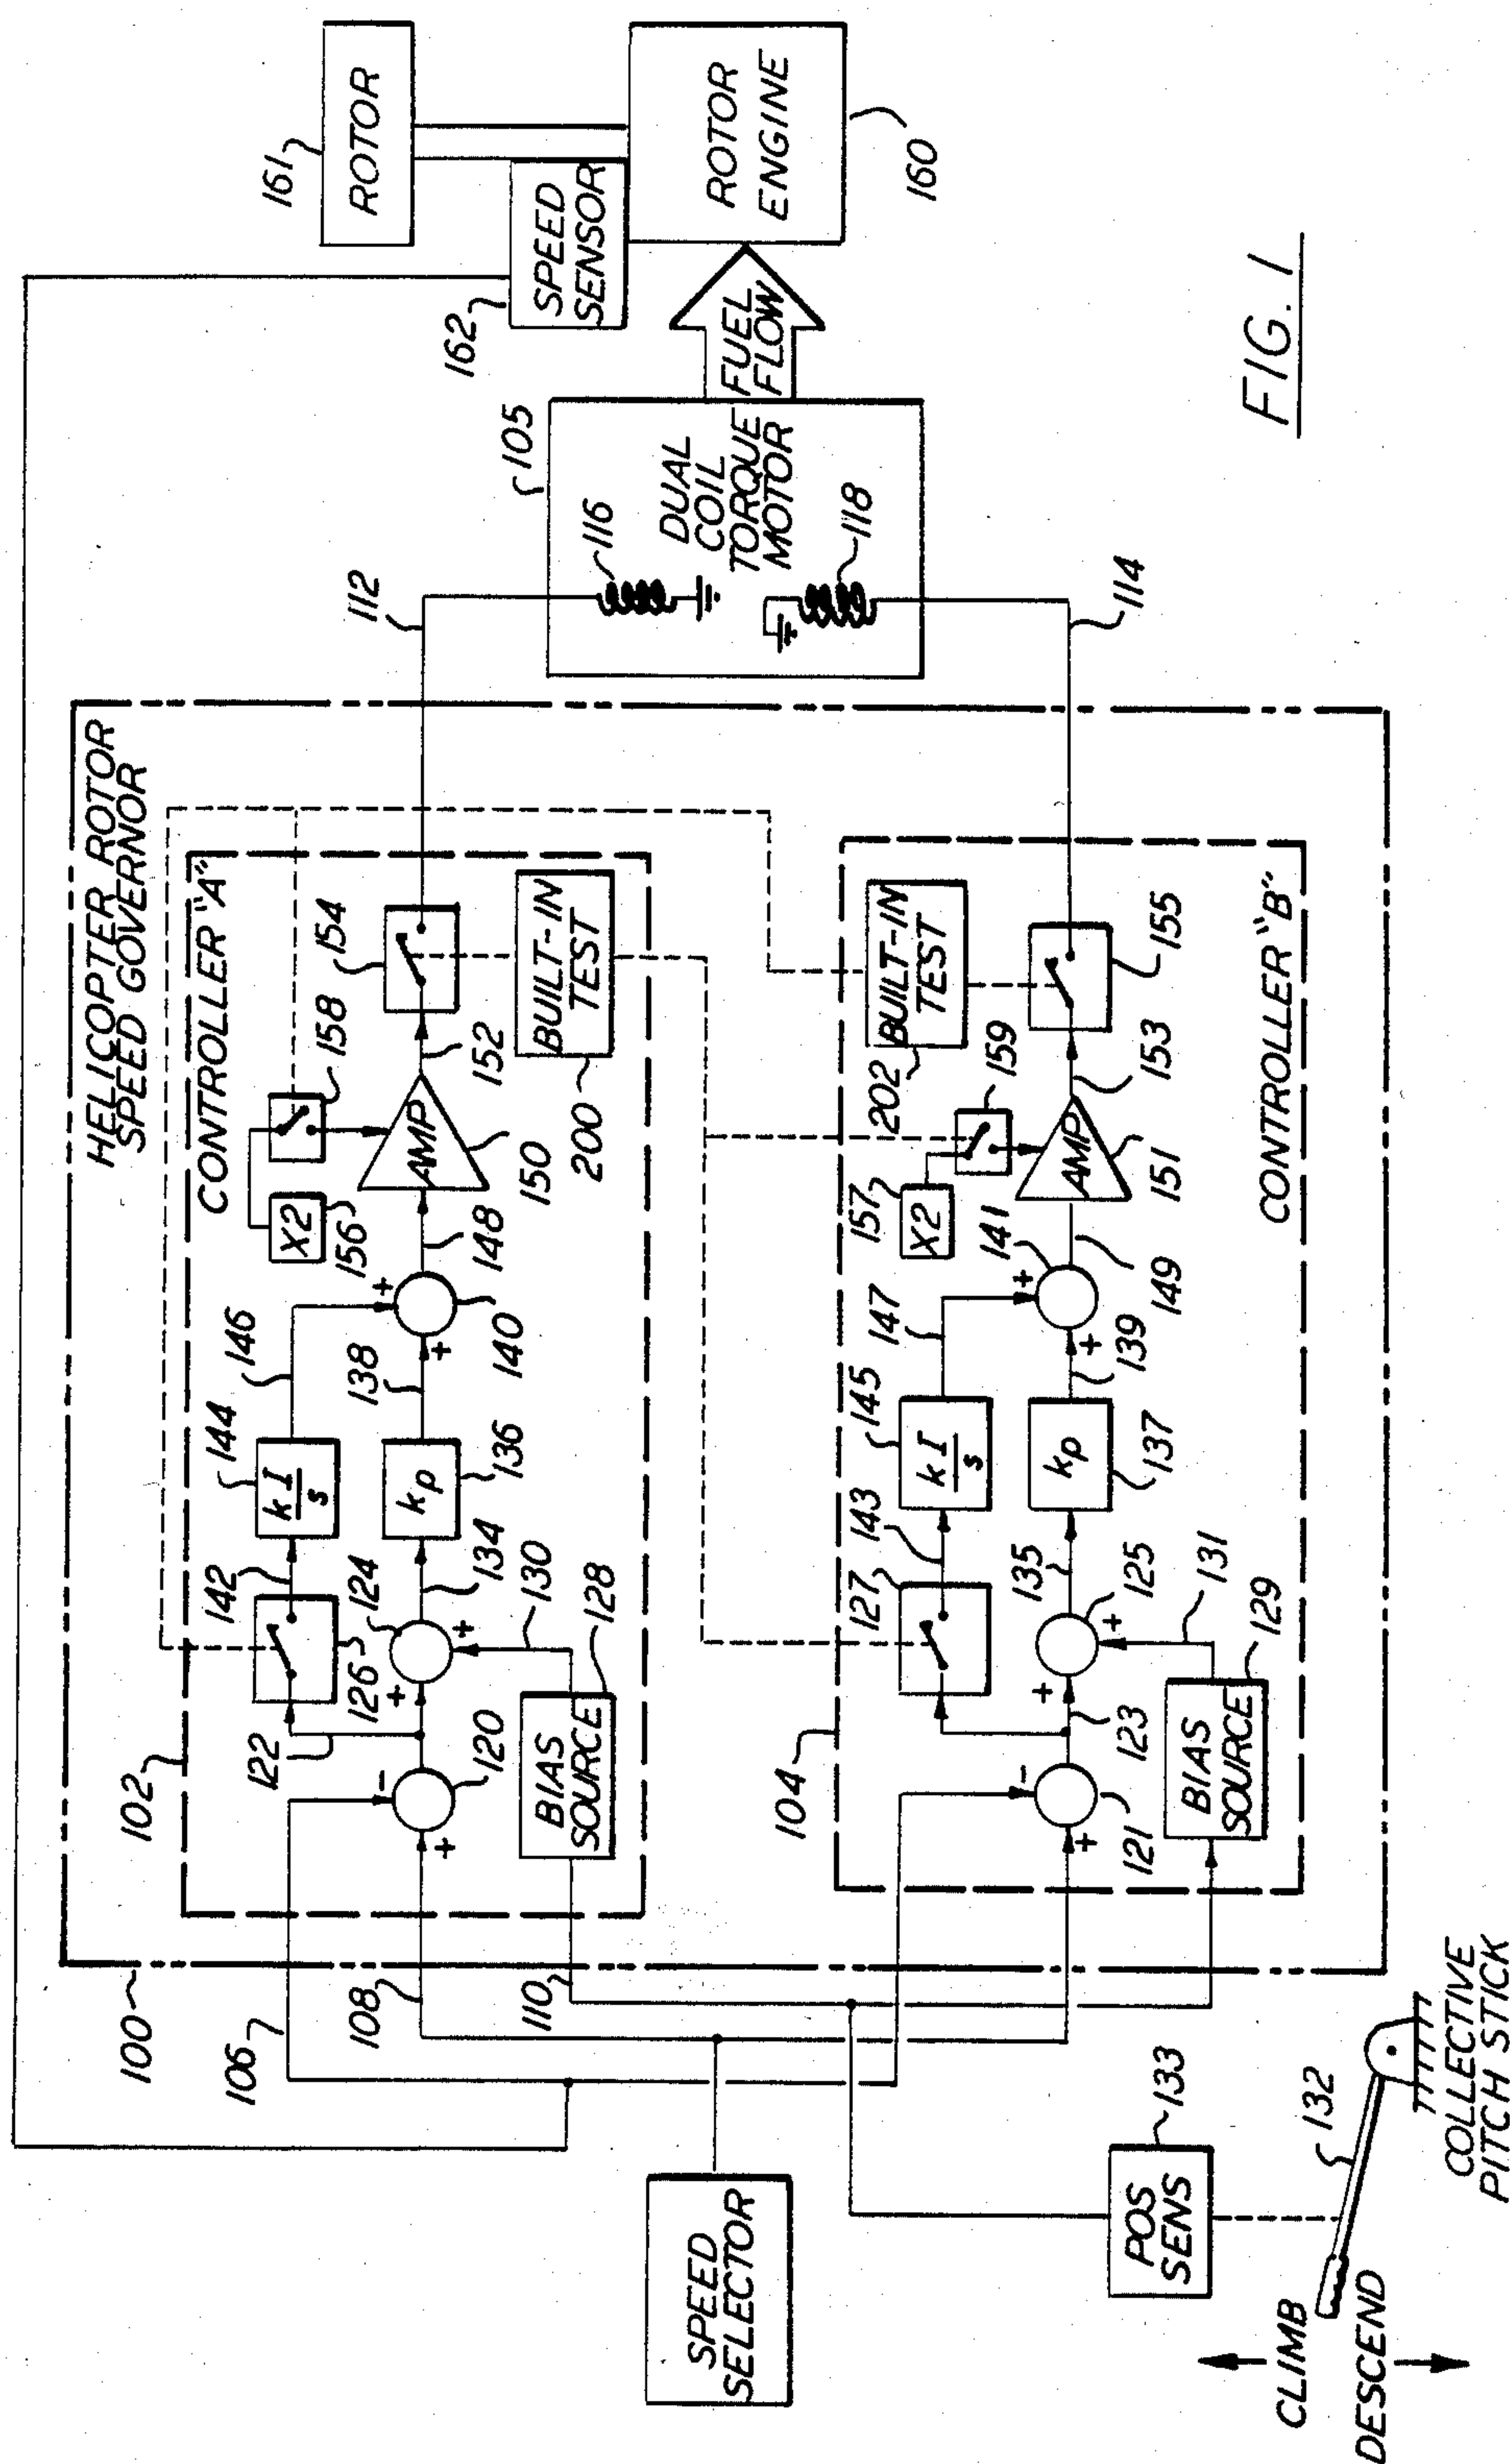 HELICOPTER ROTOR
SPEED GOVERNOR
100
102
CONTROLLER "A"
106
108
110
120
122
124
126
128
130
134
136
138
140
142
144
146
148
150
152
154
156
158
200
+
-
+
+
+
+
BIAS
SOURCE
kp
kI
s
X2
AMP
BUILT-IN
TEST
104
CONTROLLER "B"
121
123
125
127
129
131
135
137
139
141
143
145
147
149
151
153
155
157
159
202
+
-
+
+
+
+
BIAS
SOURCE
kp
kI
s
X2
AMP
BUILT-IN
TEST
112
114
105
116
118
DUAL
COIL
TORQUE
MOTOR
FUEL
FLOW
161
ROTOR
162
SPEED
SENSOR
ROTOR
ENGINE
160
SPEED
SELECTOR
POS
SENS
133
132
CLIMB
DESCEND
COLLECTIVE
PITCH STICK
FIG. 1